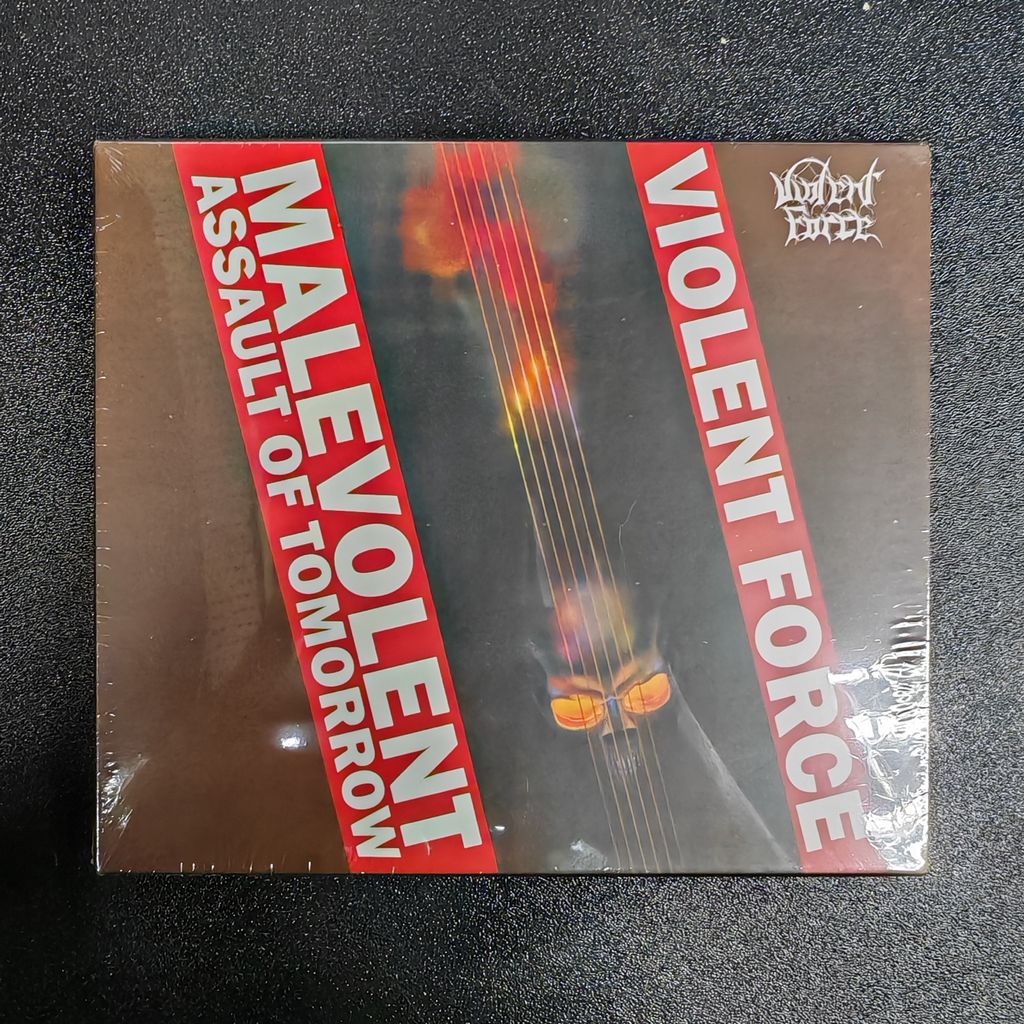 MALEVOLENT
ASSAULT OF TOMORROW
VIOLENT FORCE
Violent
Force